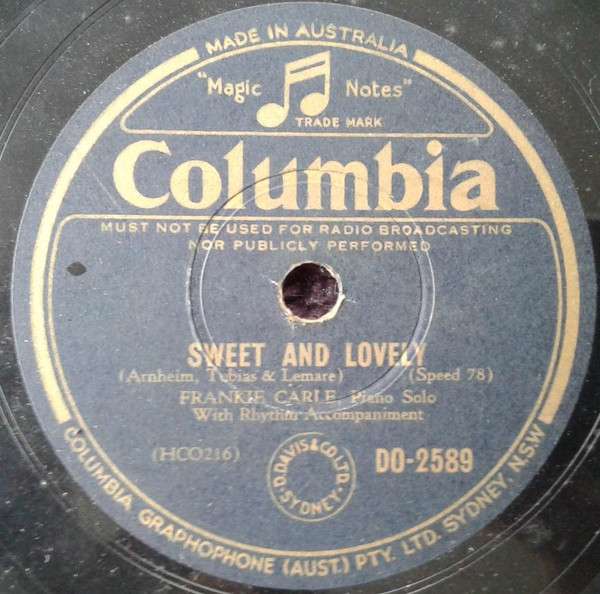 MADE IN AUSTRALIA
"Magic Notes"
TRADE MARK
Columbia
MUST NOT BE USED FOR RADIO BROADCASTING
NOR PUBLICLY PERFORMED
SWEET AND LOVELY
(Arnheim, Tobias & Lemare) (Speed 78)
FRANKIE CARLE, Piano Solo
With Rhythm Accompaniment
(HCO216)
D. DAVIS & CO. LTD.
SYDNEY
DO-2589
COLUMBIA GRAPHOPHONE (AUST.) PTY. LTD. SYDNEY, N.S.W